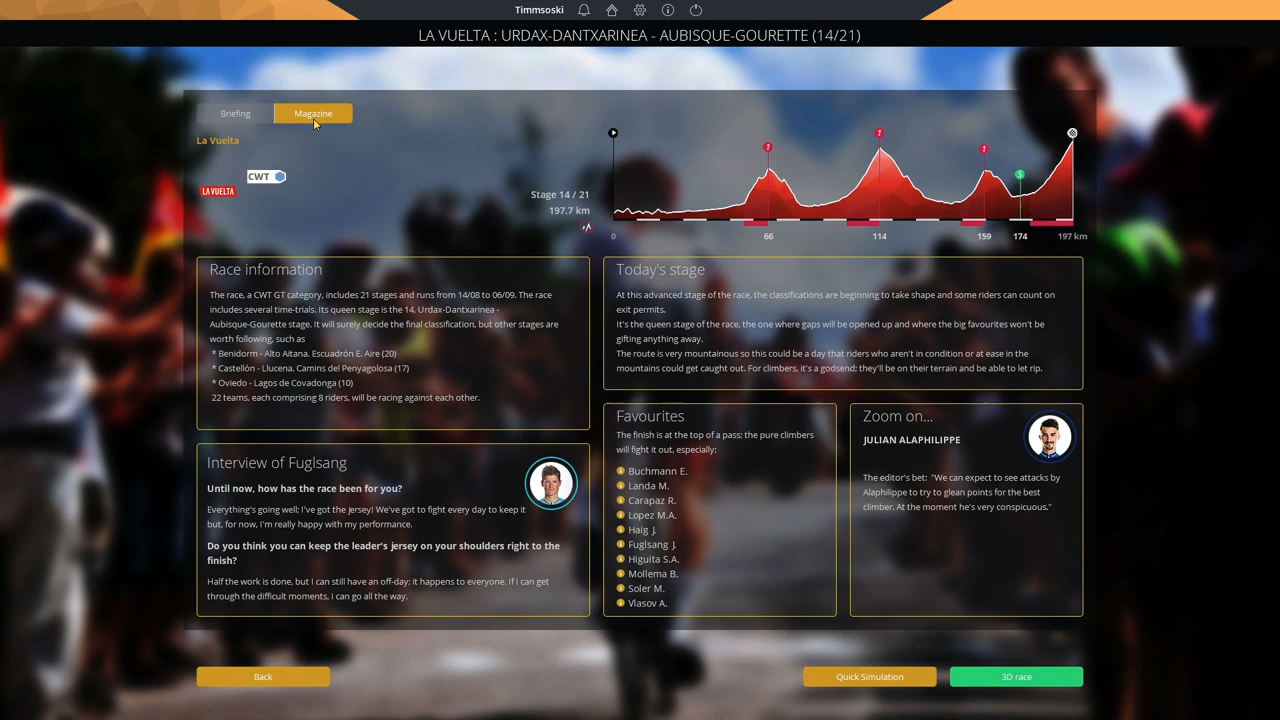 Timmsoski
LA VUELTA : URDAX-DANTXARINEA - AUBISQUE-GOURETTE (14/21)
Briefing
Magazine
La Vuelta
LA VUELTA
CWT
Stage 14 / 21
197.7 km
1
1
1
S
0
66
114
159
174
197 km
Race information
The race, a CWT GT category, includes 21 stages and runs from 14/08 to 06/09. The race
includes several time-trials. Its queen stage is the 14, Urdax-Dantxarinea -
Aubisque-Gourette stage. It will surely decide the final classification, but other stages are
worth following, such as
* Benidorm - Alto Aitana. Escuadrón E. Aire (20)
* Castellón - Llucena. Camins del Penyagolosa (17)
* Oviedo - Lagos de Covadonga (10)
22 teams, each comprising 8 riders, will be racing against each other.
Today's stage
At this advanced stage of the race, the classifications are beginning to take shape and some riders can count on
exit permits.
It's the queen stage of the race, the one where gaps will be opened up and where the big favourites won't be
gifting anything away.
The route is very mountainous so this could be a day that riders who aren't in condition or at ease in the
mountains could get caught out. For climbers, it's a godsend; they'll be on their terrain and be able to let rip.
Interview of Fuglsang
Until now, how has the race been for you?
Everything's going well; I've got the jersey! We've got to fight every day to keep it
but, for now, I'm really happy with my performance.
Do you think you can keep the leader's jersey on your shoulders right to the
finish?
Half the work is done, but I can still have an off-day; it happens to everyone. If I can get
through the difficult moments, I can go all the way.
Favourites
The finish is at the top of a pass; the pure climbers
will fight it out, especially:
Buchmann E.
Landa M.
Carapaz R.
Lopez M.A.
Haig J.
Fuglsang J.
Higuita S.A.
Mollema B.
Soler M.
Vlasov A.
Zoom on...
JULIAN ALAPHILIPPE
The editor's bet: "We can expect to see attacks by
Alaphilippe to try to glean points for the best
climber. At the moment he's very conspicuous."
Back
Quick Simulation
3D race